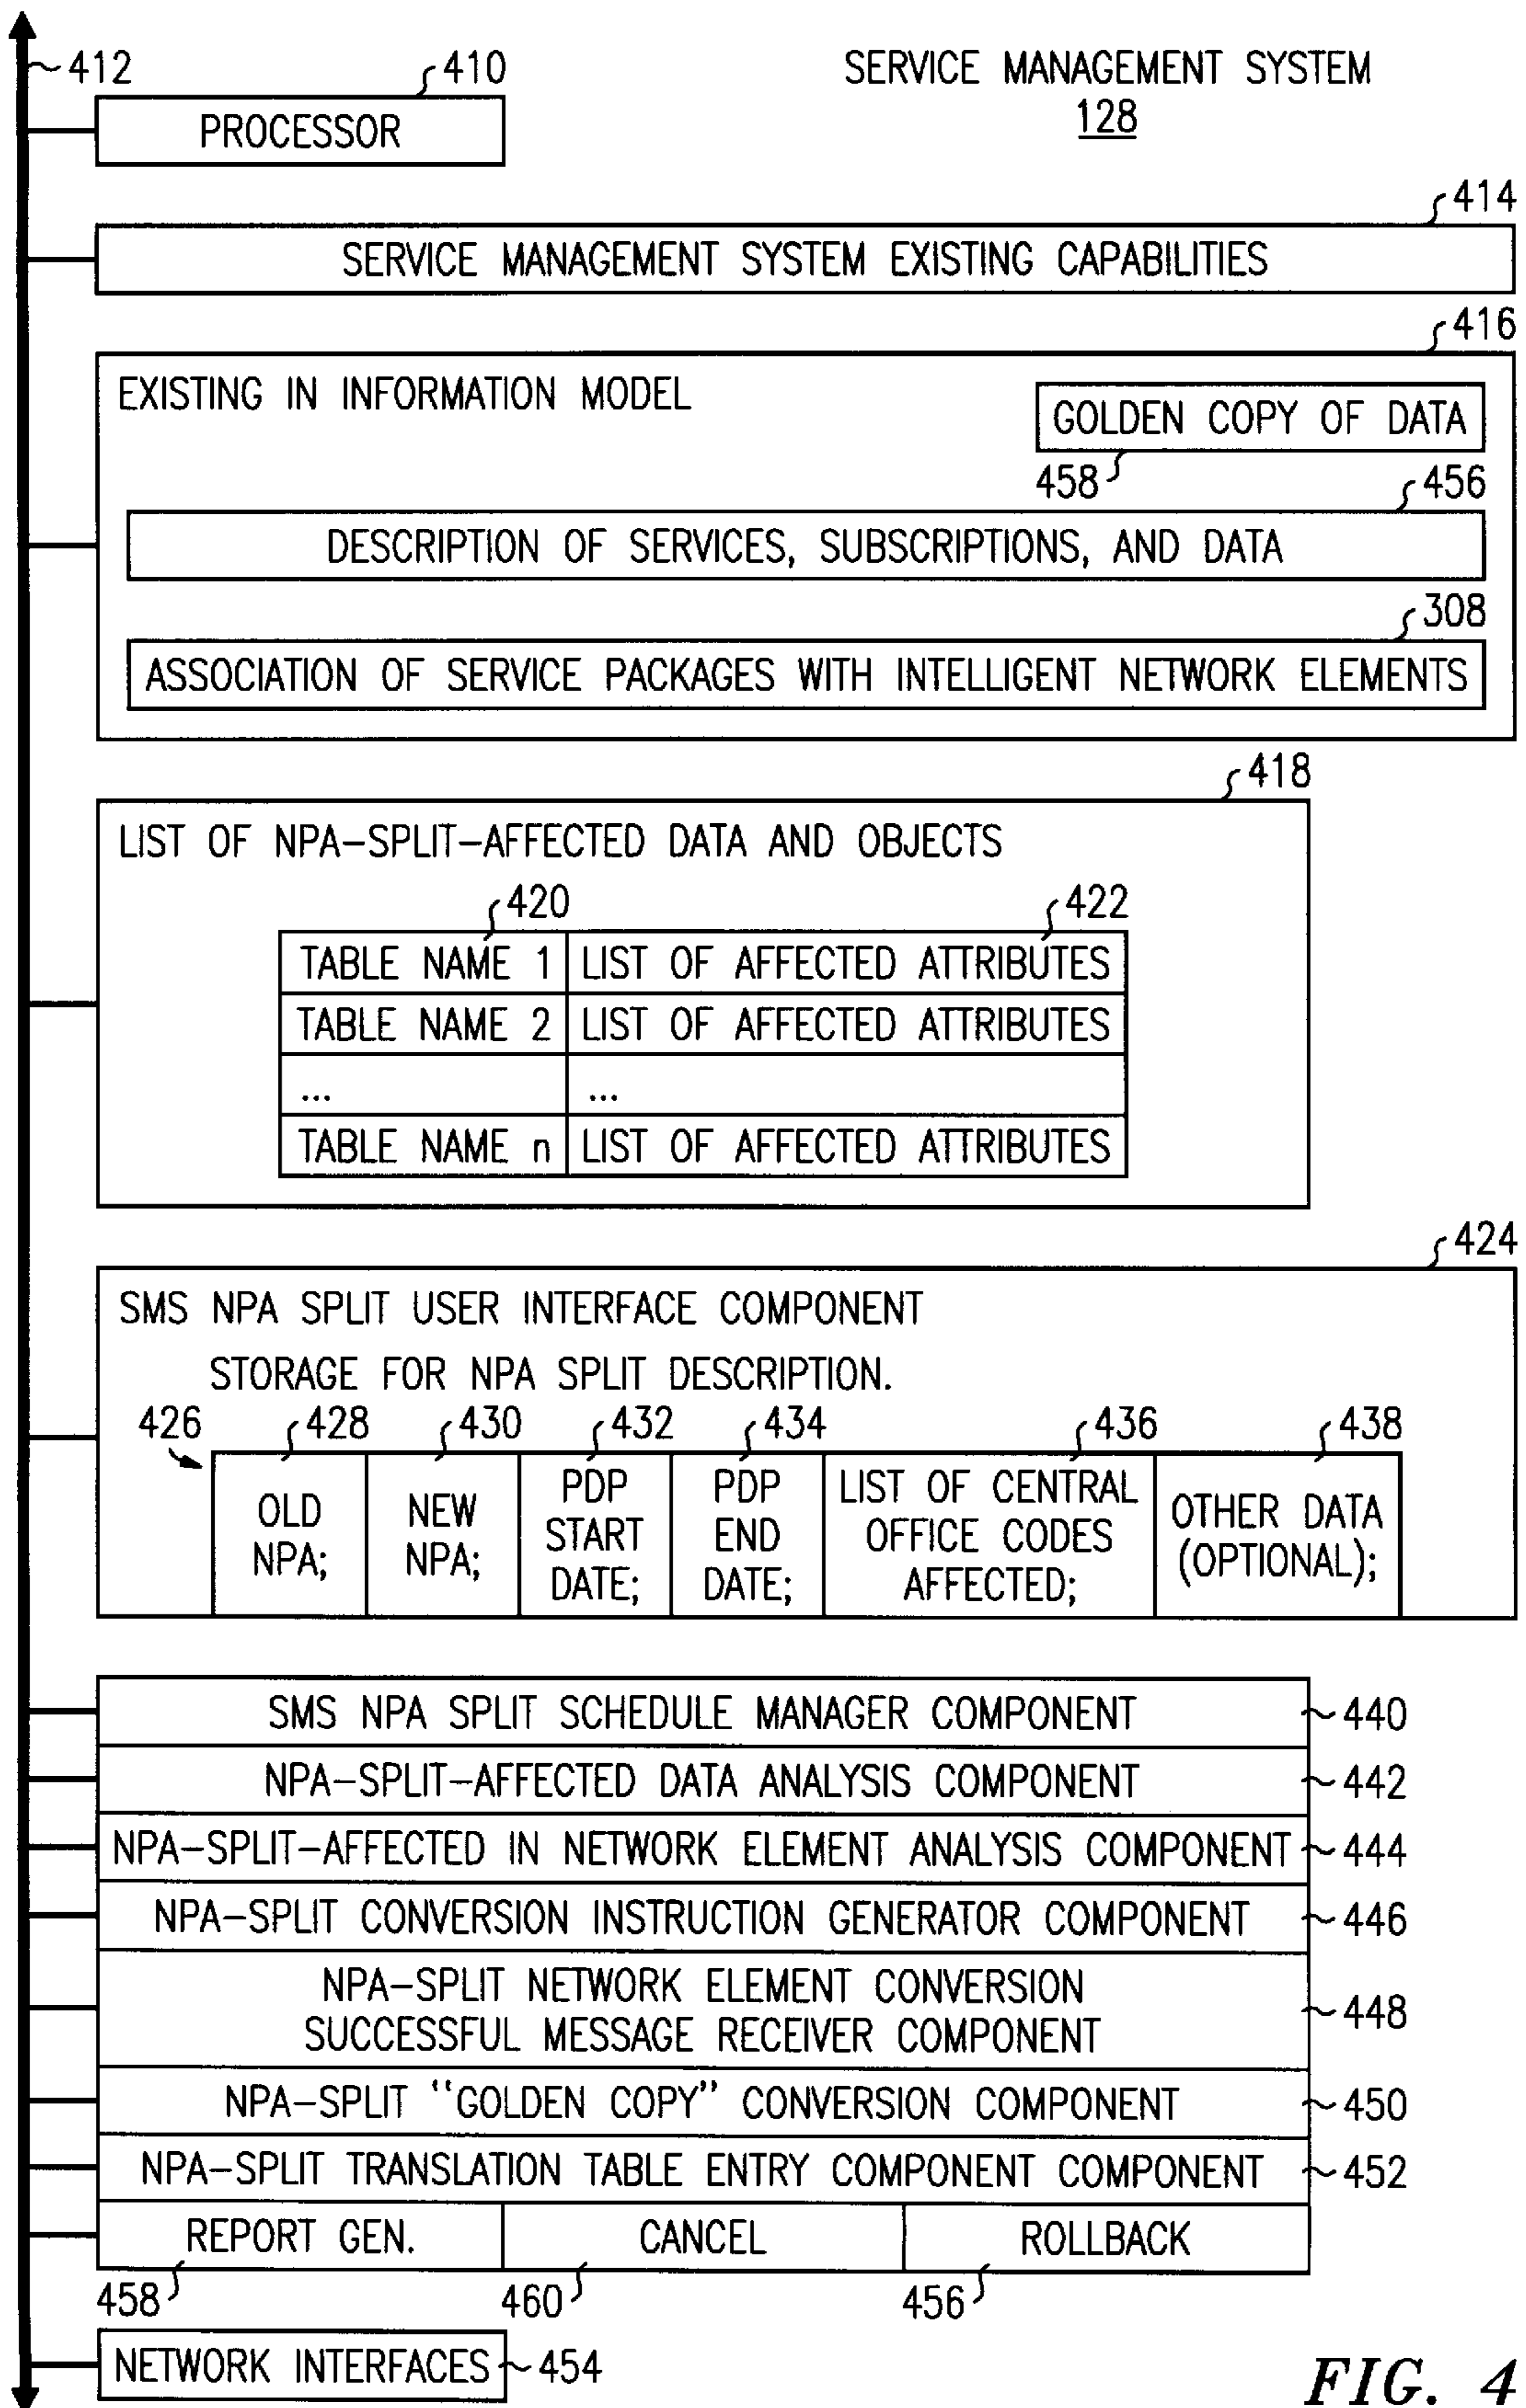 412
410
SERVICE MANAGEMENT SYSTEM
128
PROCESSOR
414
SERVICE MANAGEMENT SYSTEM EXISTING CAPABILITIES
416
EXISTING IN INFORMATION MODEL
GOLDEN COPY OF DATA
458
456
DESCRIPTION OF SERVICES, SUBSCRIPTIONS, AND DATA
308
ASSOCIATION OF SERVICE PACKAGES WITH INTELLIGENT NETWORK ELEMENTS
418
LIST OF NPA-SPLIT-AFFECTED DATA AND OBJECTS
420
422
TABLE NAME 1 LIST OF AFFECTED ATTRIBUTES
TABLE NAME 2 LIST OF AFFECTED ATTRIBUTES
... ...
TABLE NAME n LIST OF AFFECTED ATTRIBUTES
424
SMS NPA SPLIT USER INTERFACE COMPONENT
STORAGE FOR NPA SPLIT DESCRIPTION.
426
428
430
432
434
436
438
OLD
NPA;
NEW
NPA;
PDP
START
DATE;
PDP
END
DATE;
LIST OF CENTRAL
OFFICE CODES
AFFECTED;
OTHER DATA
(OPTIONAL);
SMS NPA SPLIT SCHEDULE MANAGER COMPONENT
440
NPA-SPLIT-AFFECTED DATA ANALYSIS COMPONENT
442
NPA-SPLIT-AFFECTED IN NETWORK ELEMENT ANALYSIS COMPONENT
444
NPA-SPLIT CONVERSION INSTRUCTION GENERATOR COMPONENT
446
NPA-SPLIT NETWORK ELEMENT CONVERSION
SUCCESSFUL MESSAGE RECEIVER COMPONENT
448
NPA-SPLIT "GOLDEN COPY" CONVERSION COMPONENT
450
NPA-SPLIT TRANSLATION TABLE ENTRY COMPONENT COMPONENT
452
REPORT GEN.
CANCEL
ROLLBACK
458
460
456
NETWORK INTERFACES
454
FIG. 4